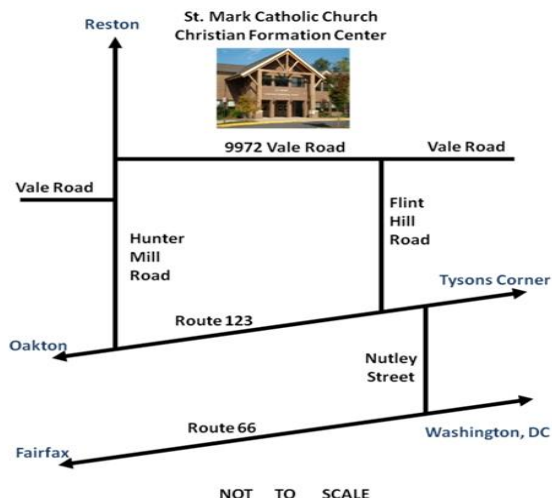 St. Mark Catholic Church
Christian Formation Center
Reston
9972 Vale Road
Vale Road
Vale Road
Flint
Hill
Road
Hunter
Mill
Road
Tysons Corner
Route 123
Oakton
Nutley
Street
Route 66
Washington, DC
Fairfax
NOT TO SCALE